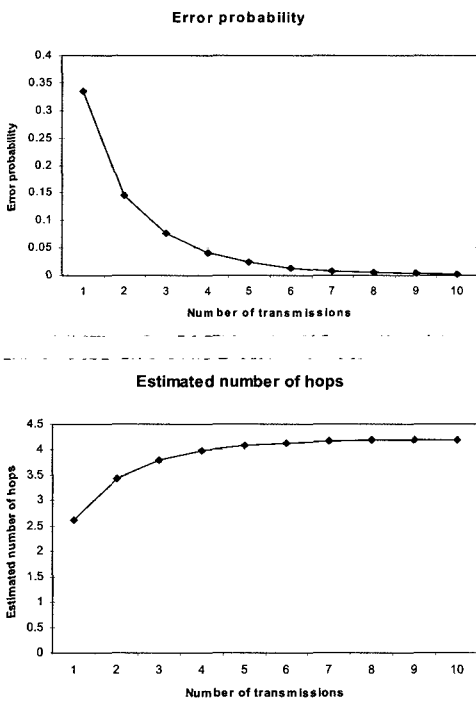 Error probability
0.4
0.35
0.3
0.25
0.2
0.15
0.1
0.05
0
Error probability
1 2 3 4 5 6 7 8 9 10
Number of transmissions
Estimated number of hops
4.5
4
3.5
3
2.5
2
1.5
1
0.5
0
Estimated number of hops
1 2 3 4 5 6 7 8 9 10
Number of transmissions